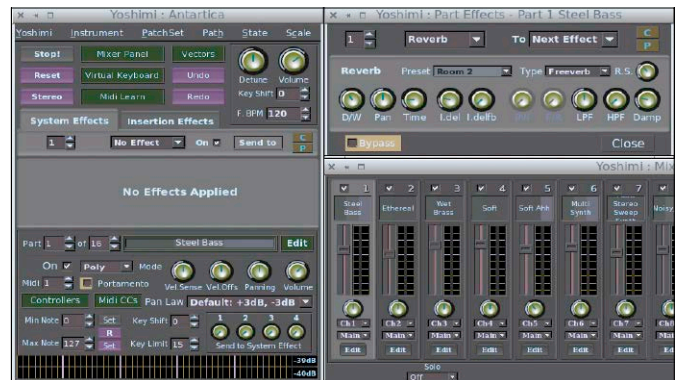 Yoshimi : Antartica
Yoshimi Instrument PatchSet Path State Scale
Stop! Mixer Panel Vectors
Reset Virtual Keyboard Undo
Stereo Midi Learn Redo
Detune Volume
Key Shift 0
F. BPM 120
System Effects Insertion Effects
1 No Effect On Send to C P
No Effects Applied
Part 1 of 16 Steel Bass Edit
On Poly Mode
Midi 1 Portamento Vel.Sense Vel.Offs Panning Volume
Controllers Midi CCs Pan Law Default: +3dB, -3dB
Min Note 0 Set Key Shift 0 1 2 3 4
R
Max Note 127 Set Key Limit 15 Send to System Effect
-39dB
-40dB
Yoshimi : Part Effects - Part 1 Steel Bass
1 Reverb To Next Effect C P
Reverb Preset Room 2 Type Freeverb R.S.
D/W Pan Time I.del I.delfb LPF HPF Damp
Bypass Close
Yoshimi : Mix
1 2 3 4 5 6 7 8
Steel Bass Ethereal Wet Brass Soft Soft Ahh Multi Synth Stereo Sweep Synth Noisy
Ch1 Ch2 Ch3 Ch4 Ch5 Ch6 Ch7 Ch8
Main Main Main Main Main Main Main Main
Edit Edit Edit Edit Edit Edit Edit Edit
Solo
Off